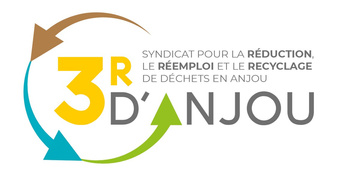 SYNDICAT POUR LA RÉDUCTION,
LE RÉEMPLOI ET LE RECYCLAGE
DE DÉCHETS EN ANJOU
3R
D'ANJOU